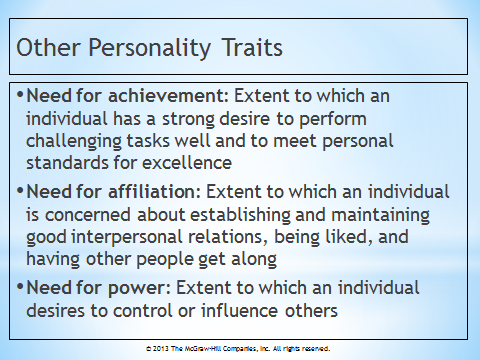 Other Personality Traits
•Need for achievement: Extent to which an
individual has a strong desire to perform
challenging tasks well and to meet personal
standards for excellence
•Need for affiliation: Extent to which an individual
is concerned about establishing and maintaining
good interpersonal relations, being liked, and
having other people get along
•Need for power: Extent to which an individual
desires to control or influence others
© 2013 The McGraw-Hill Companies, Inc. All rights reserved.